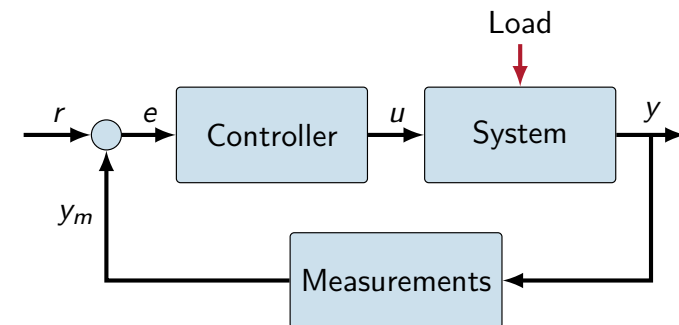 Load
r
e
Controller
u
System
y
y_m
Measurements